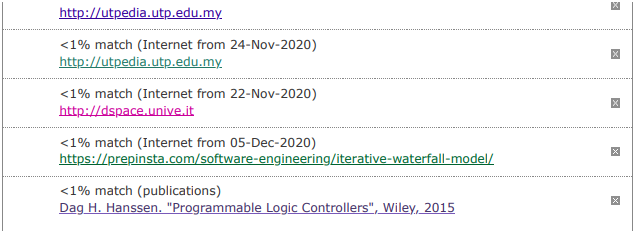 http://utpedia.utp.edu.my
<1% match (Internet from 24-Nov-2020)
http://utpedia.utp.edu.my
<1% match (Internet from 22-Nov-2020)
http://dspace.unive.it
<1% match (Internet from 05-Dec-2020)
https://prepinsta.com/software-engineering/iterative-waterfall-model/
<1% match (publications)
Dag H. Hanssen. "Programmable Logic Controllers", Wiley, 2015